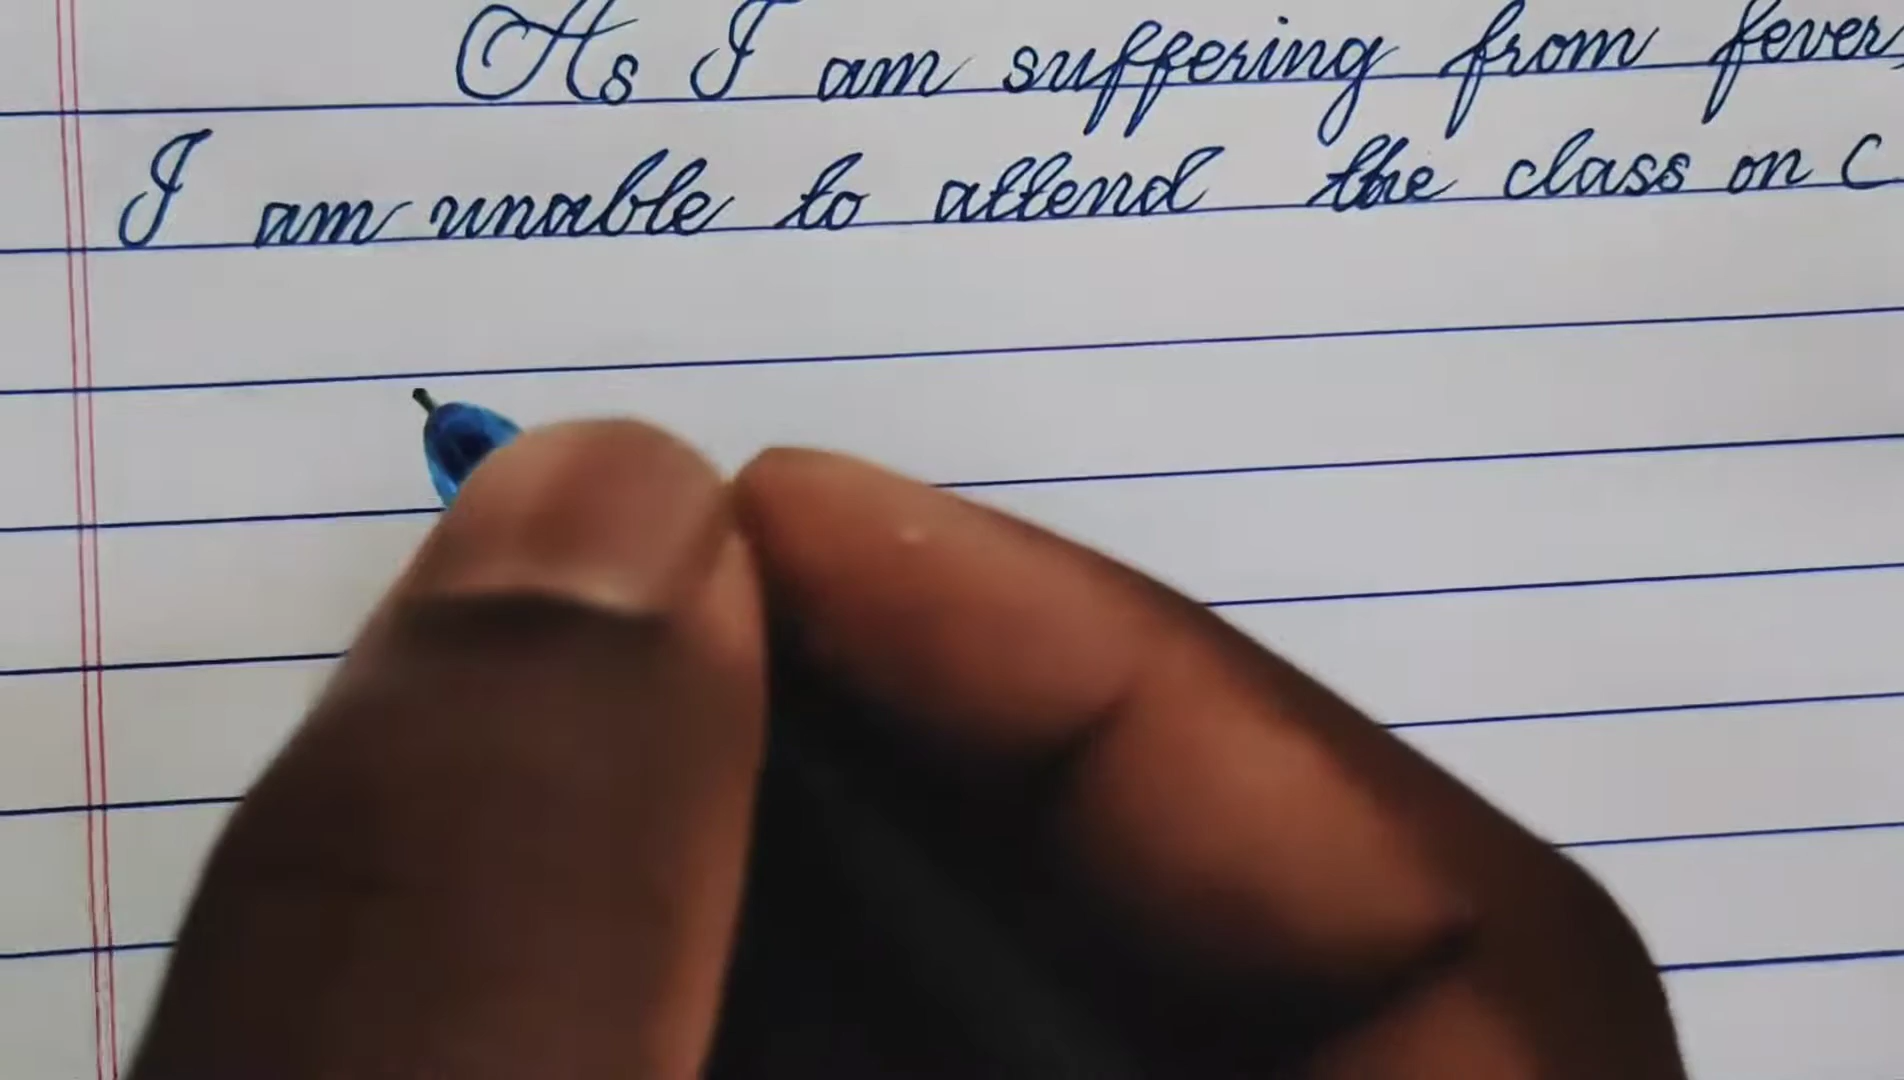 As I am suffering from fever,
I am unable to attend the class on